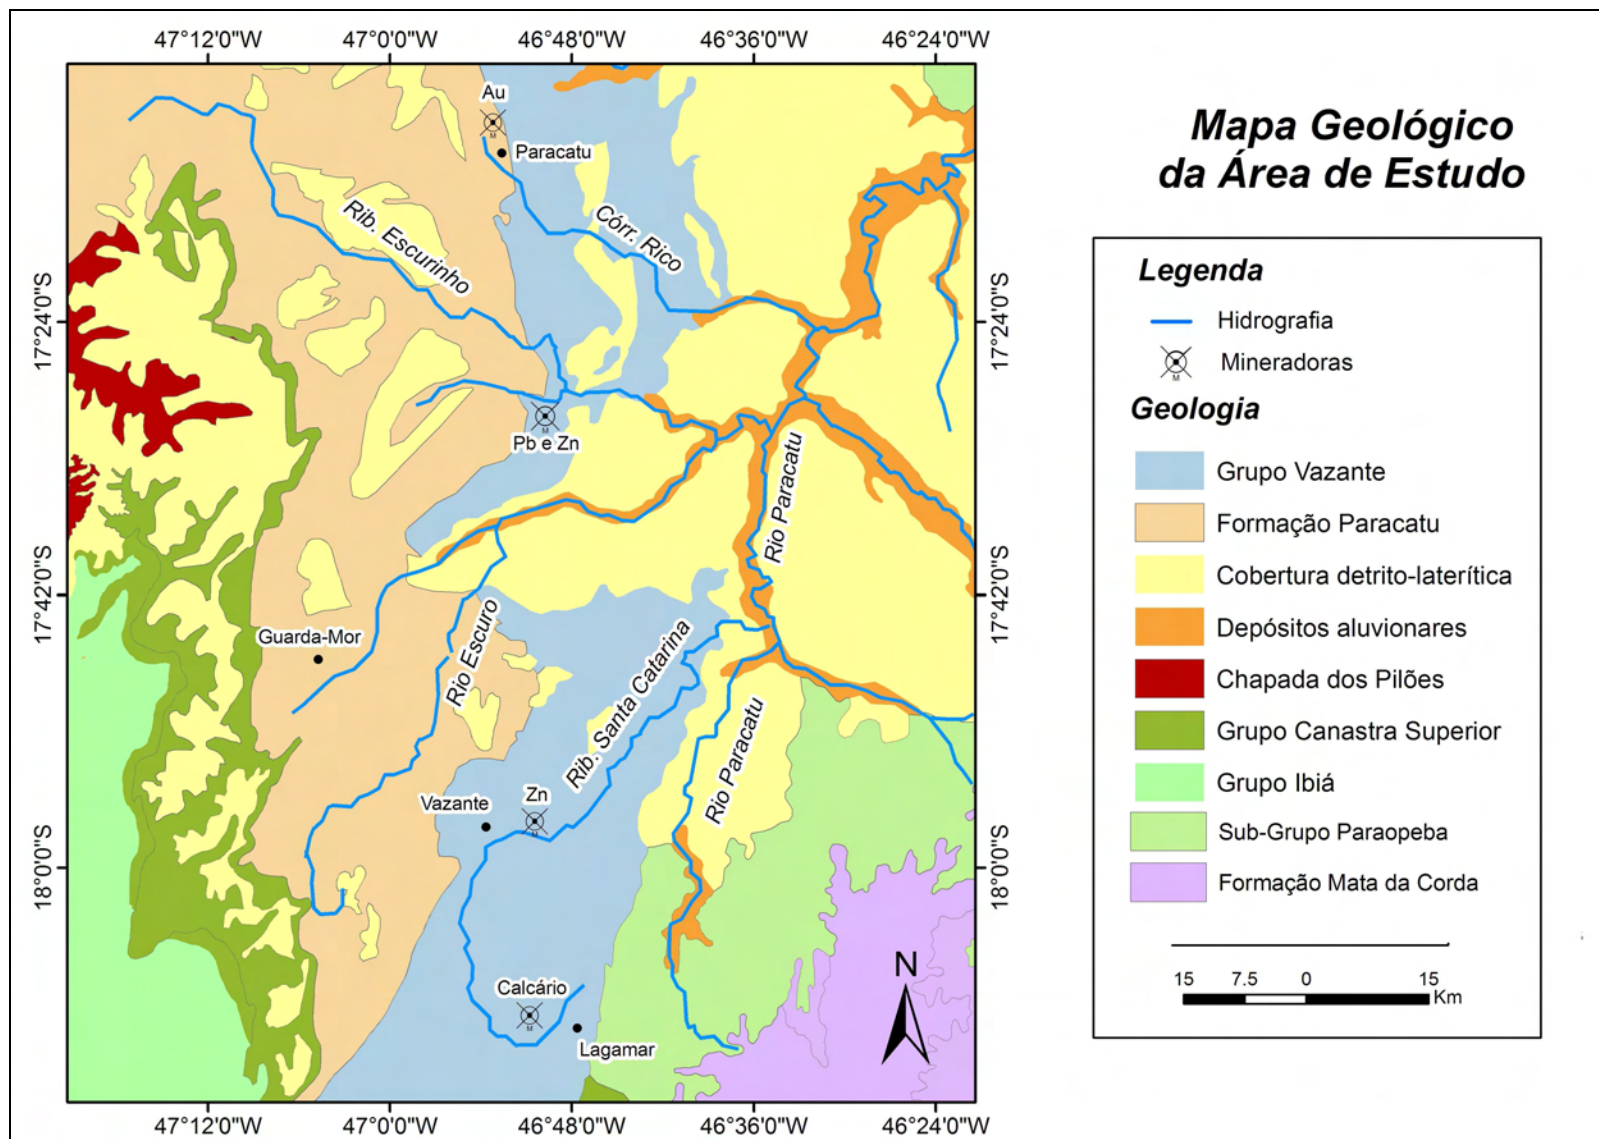 47°12'0"W 47°0'0"W 46°48'0"W 46°36'0"W 46°24'0"W
Mapa Geológico
da Área de Estudo
Au
M
Paracatu
Rib. Escurinho
Córr. Rico
17°24'0"S
17°24'0"S
M
Pb e Zn
Rio Paracatu
17°42'0"S
17°42'0"S
Guarda-Mor
Rio Escuro
Rib. Santa Catarina
Rio Paracatu
Vazante
Zn
M
18°0'0"S
18°0'0"S
Calcário
M
Lagamar
N
47°12'0"W 47°0'0"W 46°48'0"W 46°36'0"W 46°24'0"W
Legenda
Hidrografia
M
Mineradoras
Geologia
Grupo Vazante
Formação Paracatu
Cobertura detrito-laterítica
Depósitos aluvionares
Chapada dos Pilões
Grupo Canastra Superior
Grupo Ibiá
Sub-Grupo Paraopeba
Formação Mata da Corda
15 7.5 0 15
Km